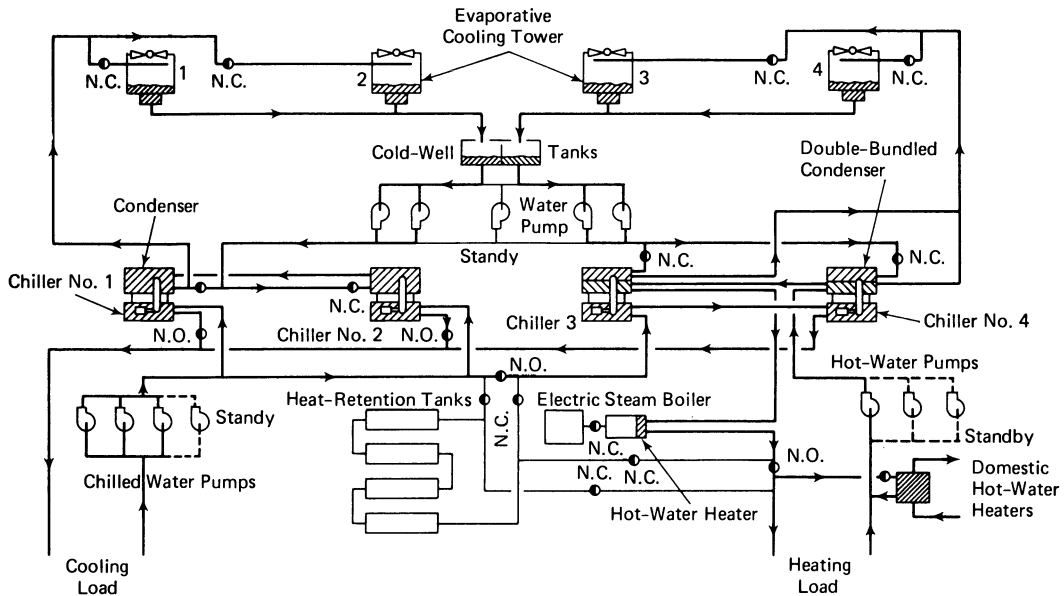 Evaporative
Cooling Tower
1
2
3
4
N.C.
N.C.
N.C.
N.C.
Cold-Well
Tanks
Double-Bundled
Condenser
Condenser
Water
Pump
Standy
N.C.
N.C.
Chiller No. 1
N.C.
Chiller No. 2
Chiller 3
Chiller No. 4
N.O.
N.O.
N.O.
Hot-Water Pumps
Heat-Retention Tanks
N.C.
Electric Steam Boiler
Standy
Standby
N.C.
N.O.
Chilled Water Pumps
N.C.
N.C.
Hot-Water Heater
Domestic
Hot-Water
Heaters
Cooling
Load
Heating
Load